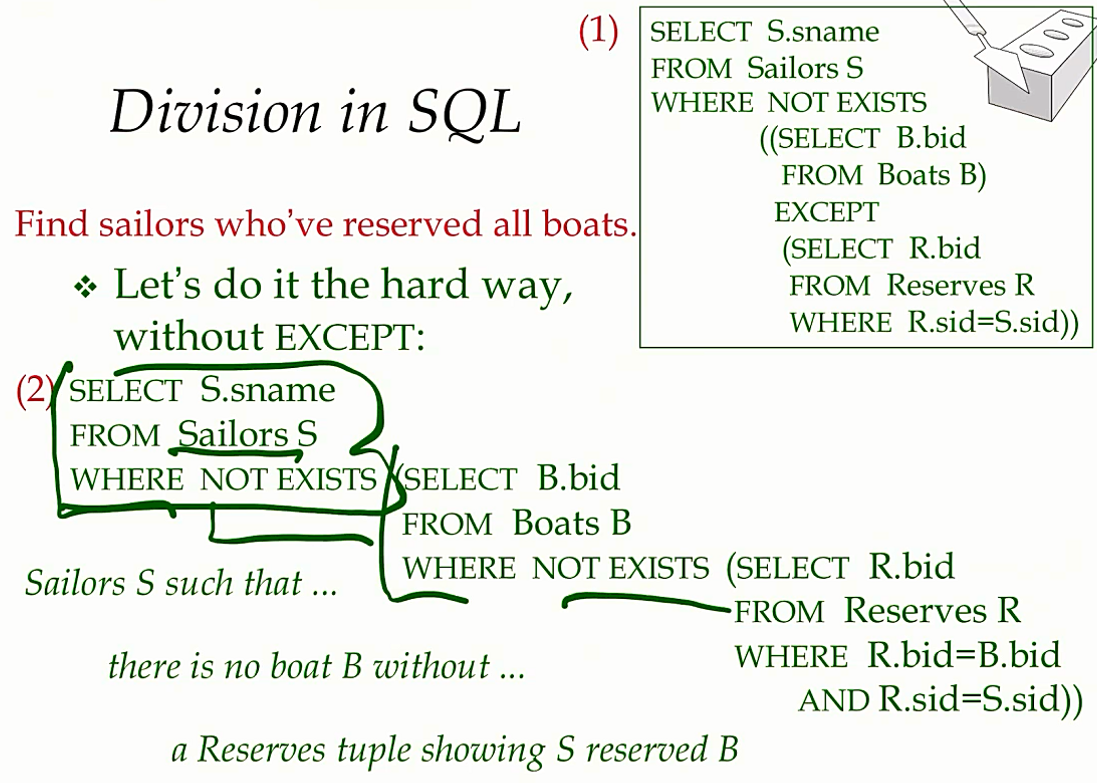 Division in SQL
(1)
SELECT S.sname
FROM Sailors S
WHERE NOT EXISTS
((SELECT B.bid
FROM Boats B)
EXCEPT
(SELECT R.bid
FROM Reserves R
WHERE R.sid=S.sid))
Find sailors who've reserved all boats.
❖ Let's do it the hard way,
without EXCEPT:
(2) SELECT S.sname
FROM Sailors S
WHERE NOT EXISTS (SELECT B.bid
FROM Boats B
WHERE NOT EXISTS (SELECT R.bid
FROM Reserves R
WHERE R.bid=B.bid
AND R.sid=S.sid))
Sailors S such that ...
there is no boat B without ...
a Reserves tuple showing S reserved B